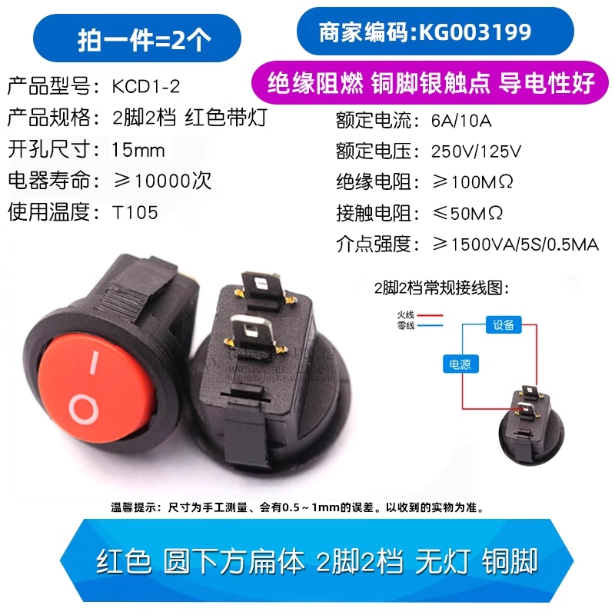 拍一件=2个
商家编码:KG003199
产品型号: KCD1-2
绝缘阻燃 铜脚银触点 导电性好
产品规格: 2脚2档 红色带灯
开孔尺寸: 15mm
电器寿命: ≥10000次
使用温度: T105
额定电流: 6A/10A
额定电压: 250V/125V
绝缘电阻: ≥100MΩ
接触电阻: ≤50MΩ
介点强度: ≥1500VA/5S/0.5MA
2脚2档常规接线图:
火线
零线
设备
电源
I
O
温馨提示: 尺寸为手工测量、会有0.5~1mm的误差。以收到的实物为准。
红色 圆下方扁体 2脚2档 无灯 铜脚